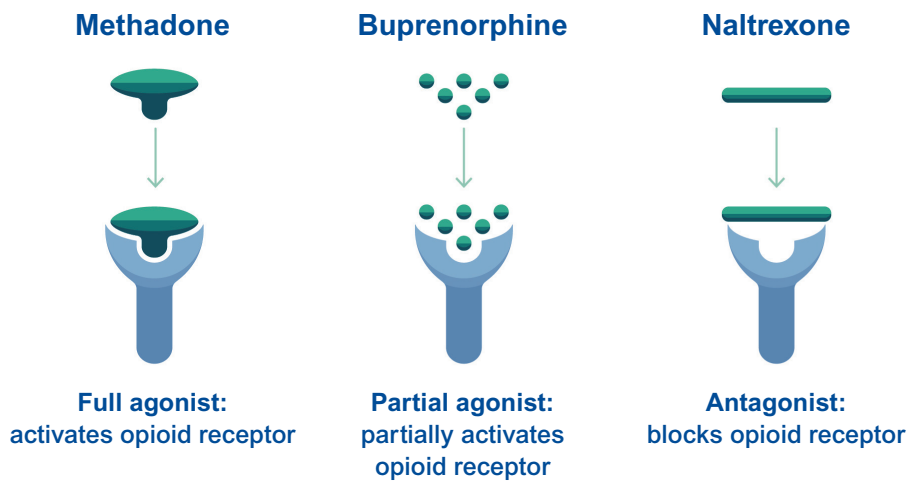 Methadone
Buprenorphine
Naltrexone
Full agonist:
activates opioid receptor
Partial agonist:
partially activates
opioid receptor
Antagonist:
blocks opioid receptor